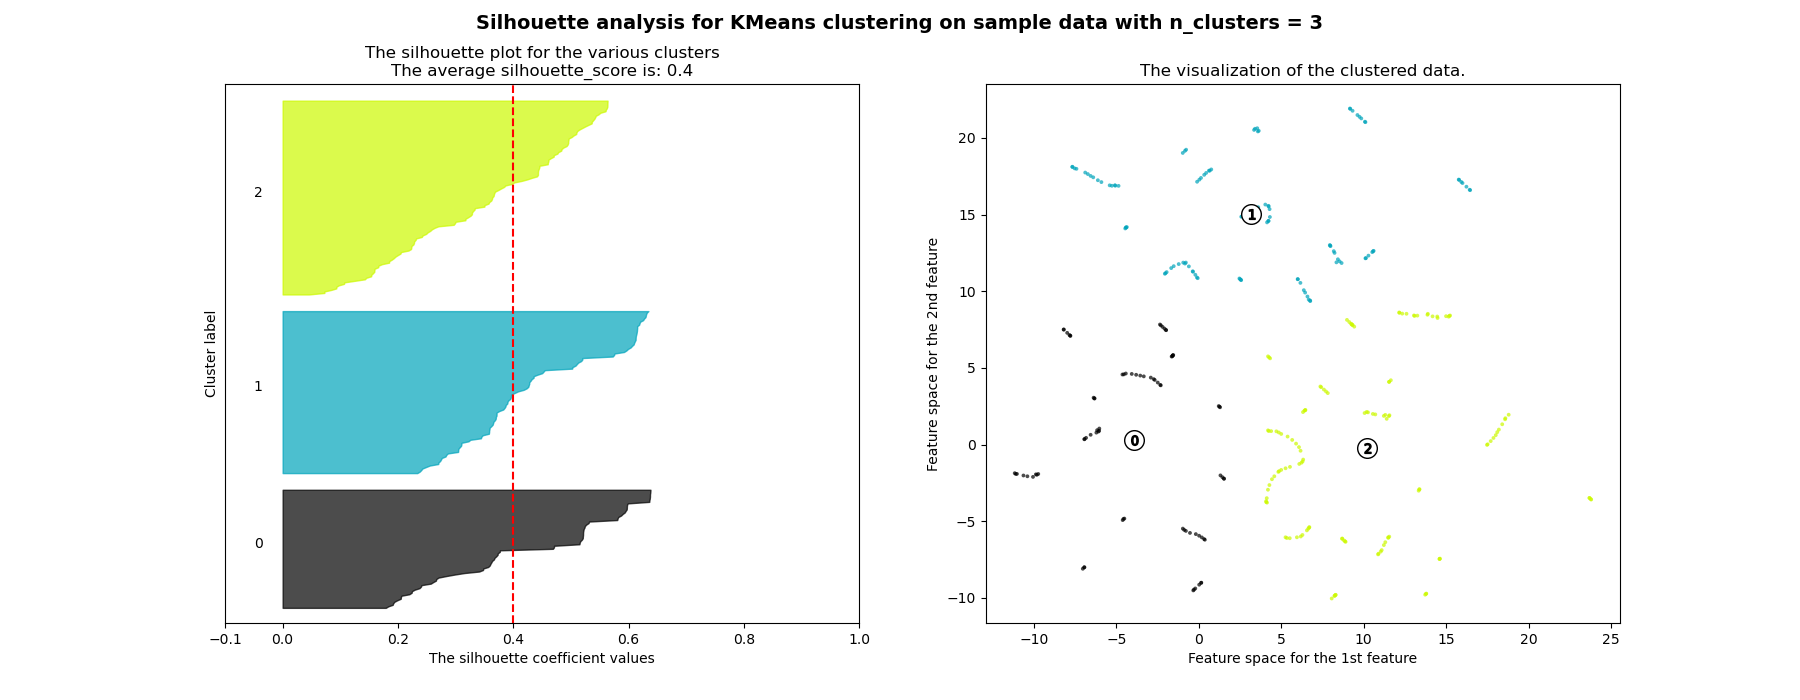 Silhouette analysis for KMeans clustering on sample data with n_clusters = 3
The silhouette plot for the various clusters
The average silhouette_score is: 0.4
Cluster label
2
1
0
−0.1 0.0 0.2 0.4 0.6 0.8 1.0
The silhouette coefficient values
The visualization of the clustered data.
Feature space for the 2nd feature
20
15
10
5
0
−5
−10
1
0
2
−10 −5 0 5 10 15 20 25
Feature space for the 1st feature